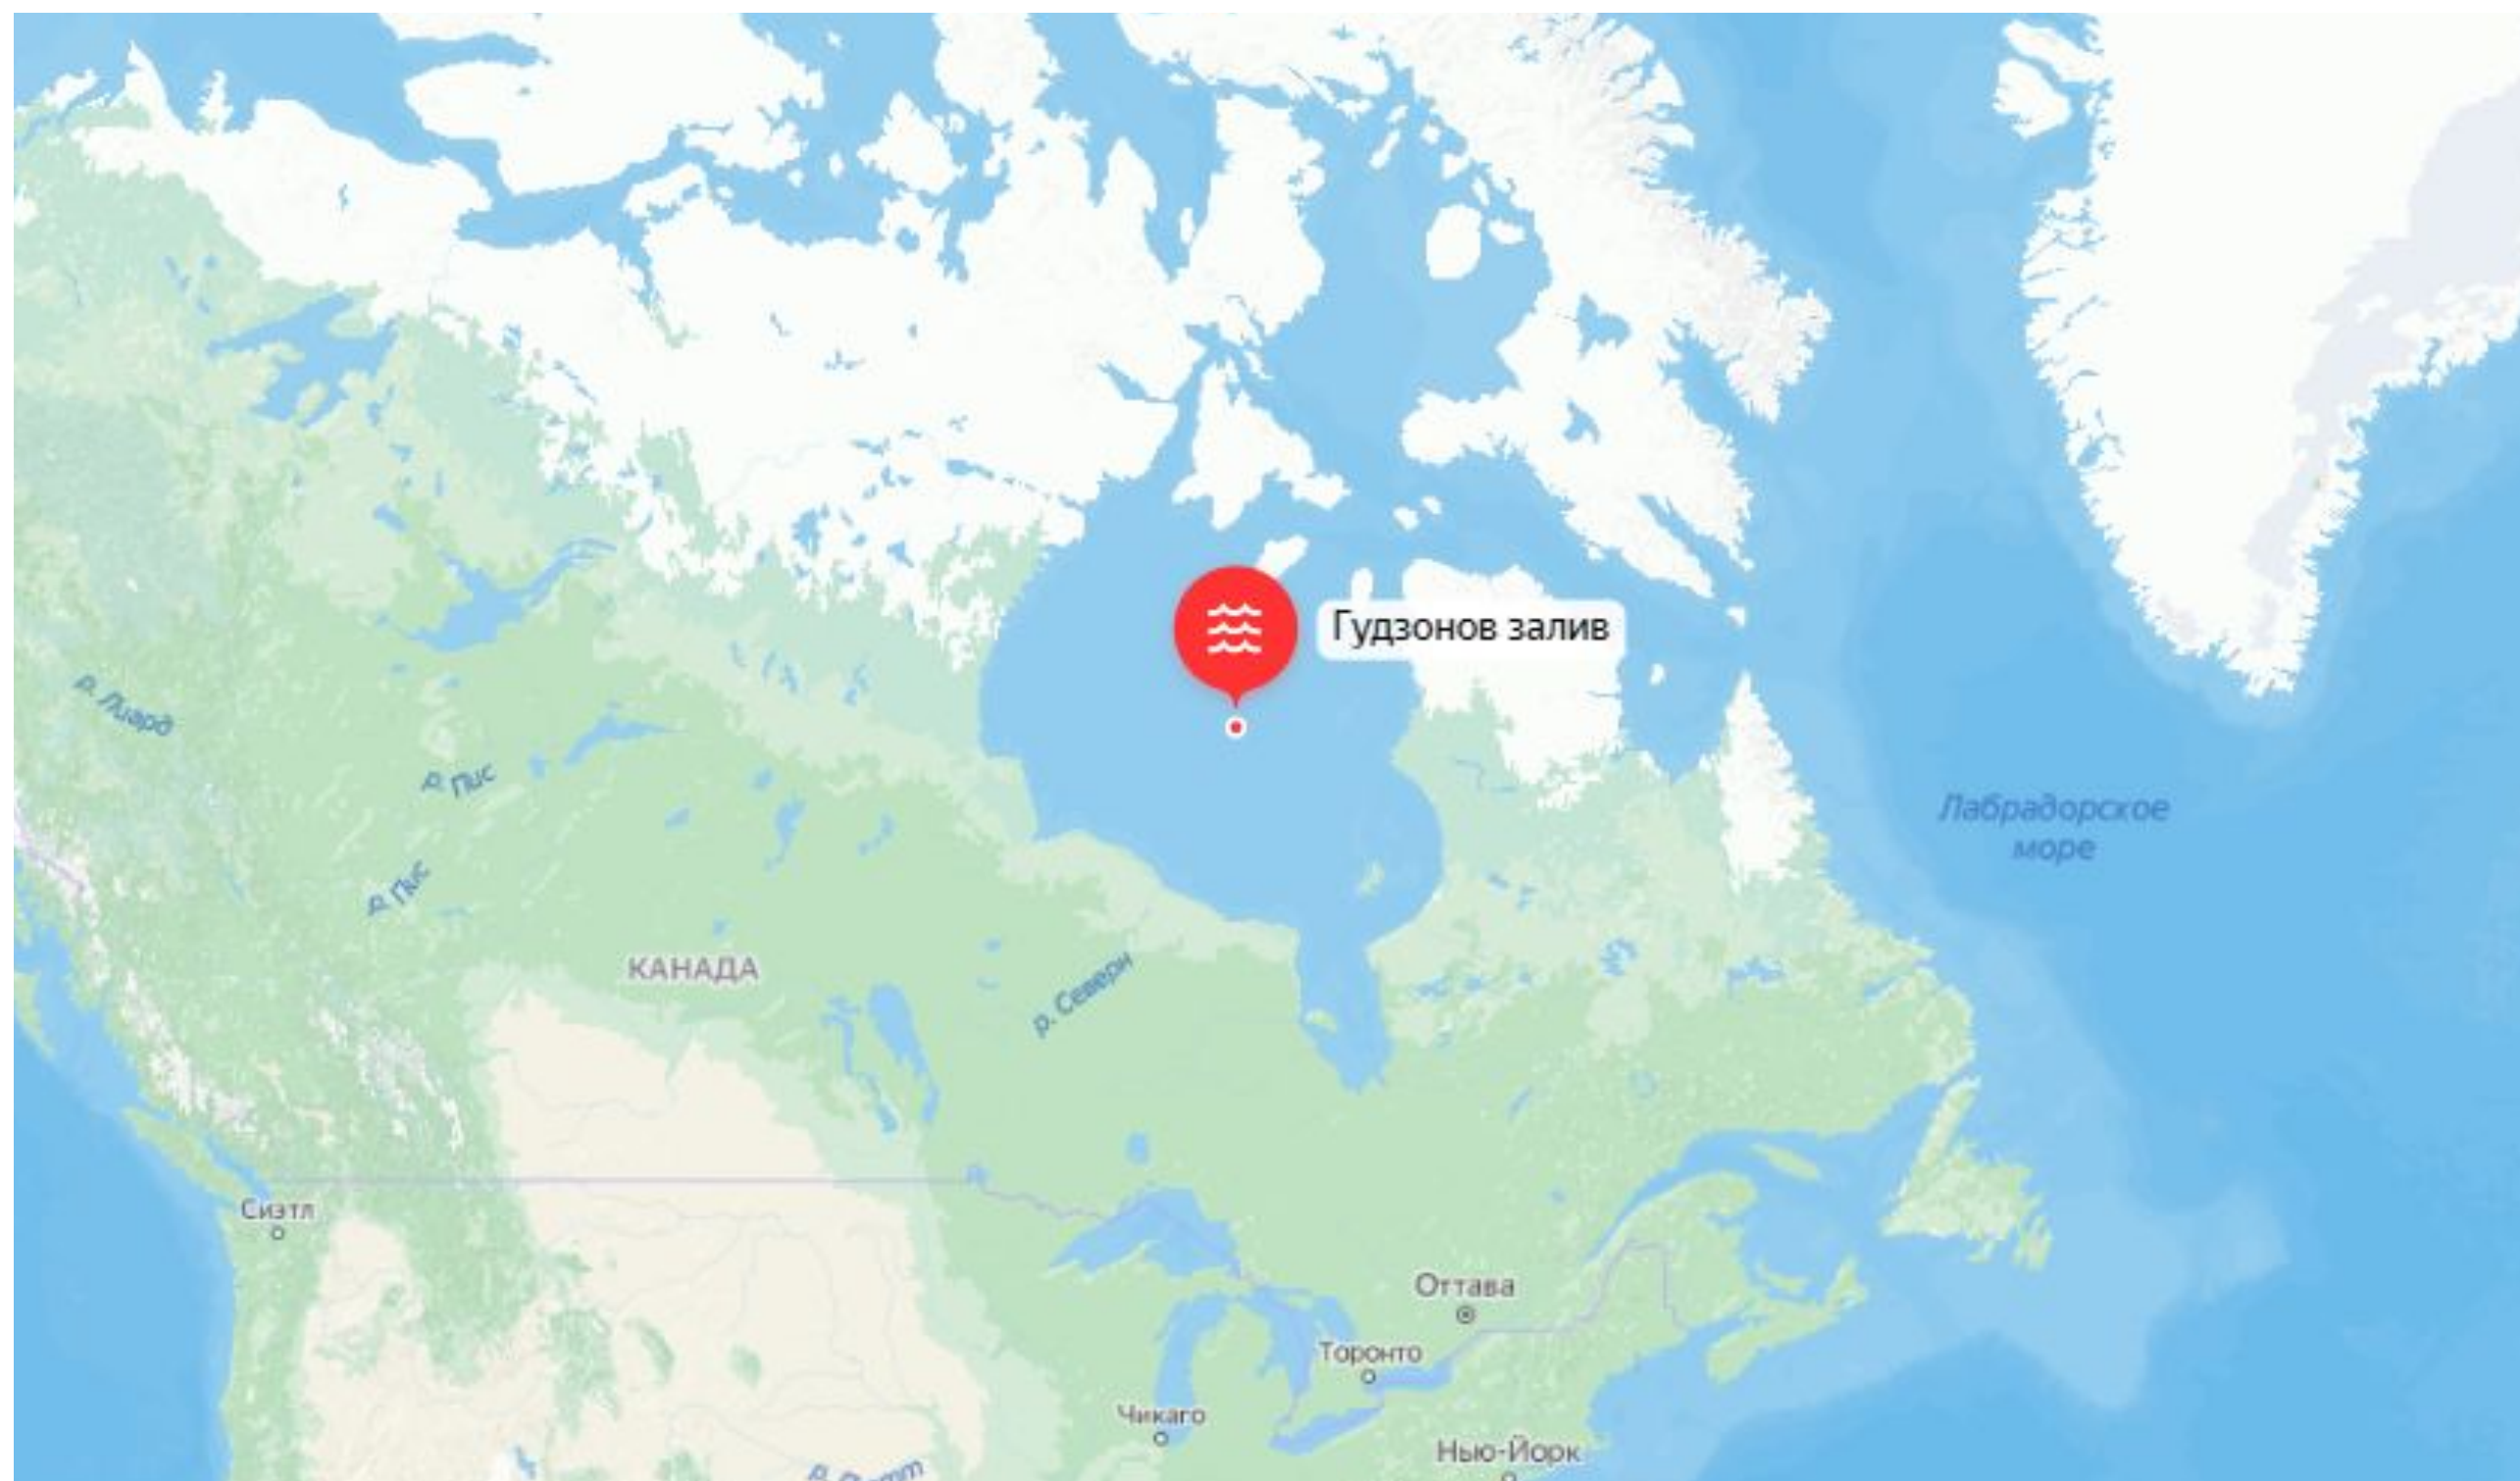 Гудзонов залив
р. Лиард
р. Пис
Лабрадорское
море
р. Пис
КАНАДА
р. Северн
Сиэтл
Оттава
Торонто
Чикаго
Нью-Йорк